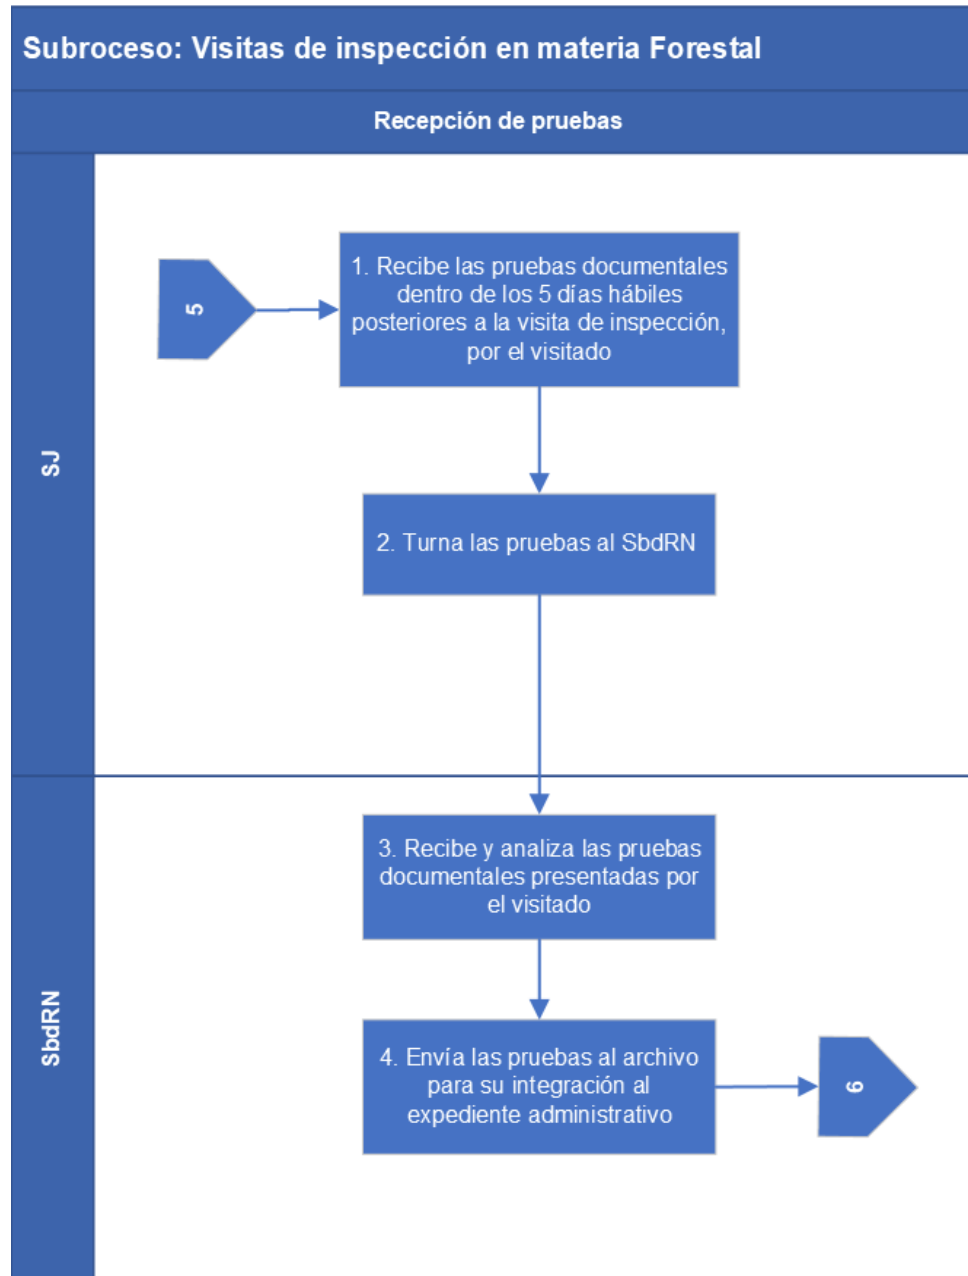 Subroceso: Visitas de inspección en materia Forestal
Recepción de pruebas
SJ
5
1. Recibe las pruebas documentales
dentro de los 5 días hábiles
posteriores a la visita de inspección,
por el visitado
2. Turna las pruebas al SbdRN
SbdRN
3. Recibe y analiza las pruebas
documentales presentadas por
el visitado
4. Envía las pruebas al archivo
para su integración al
expediente administrativo
6